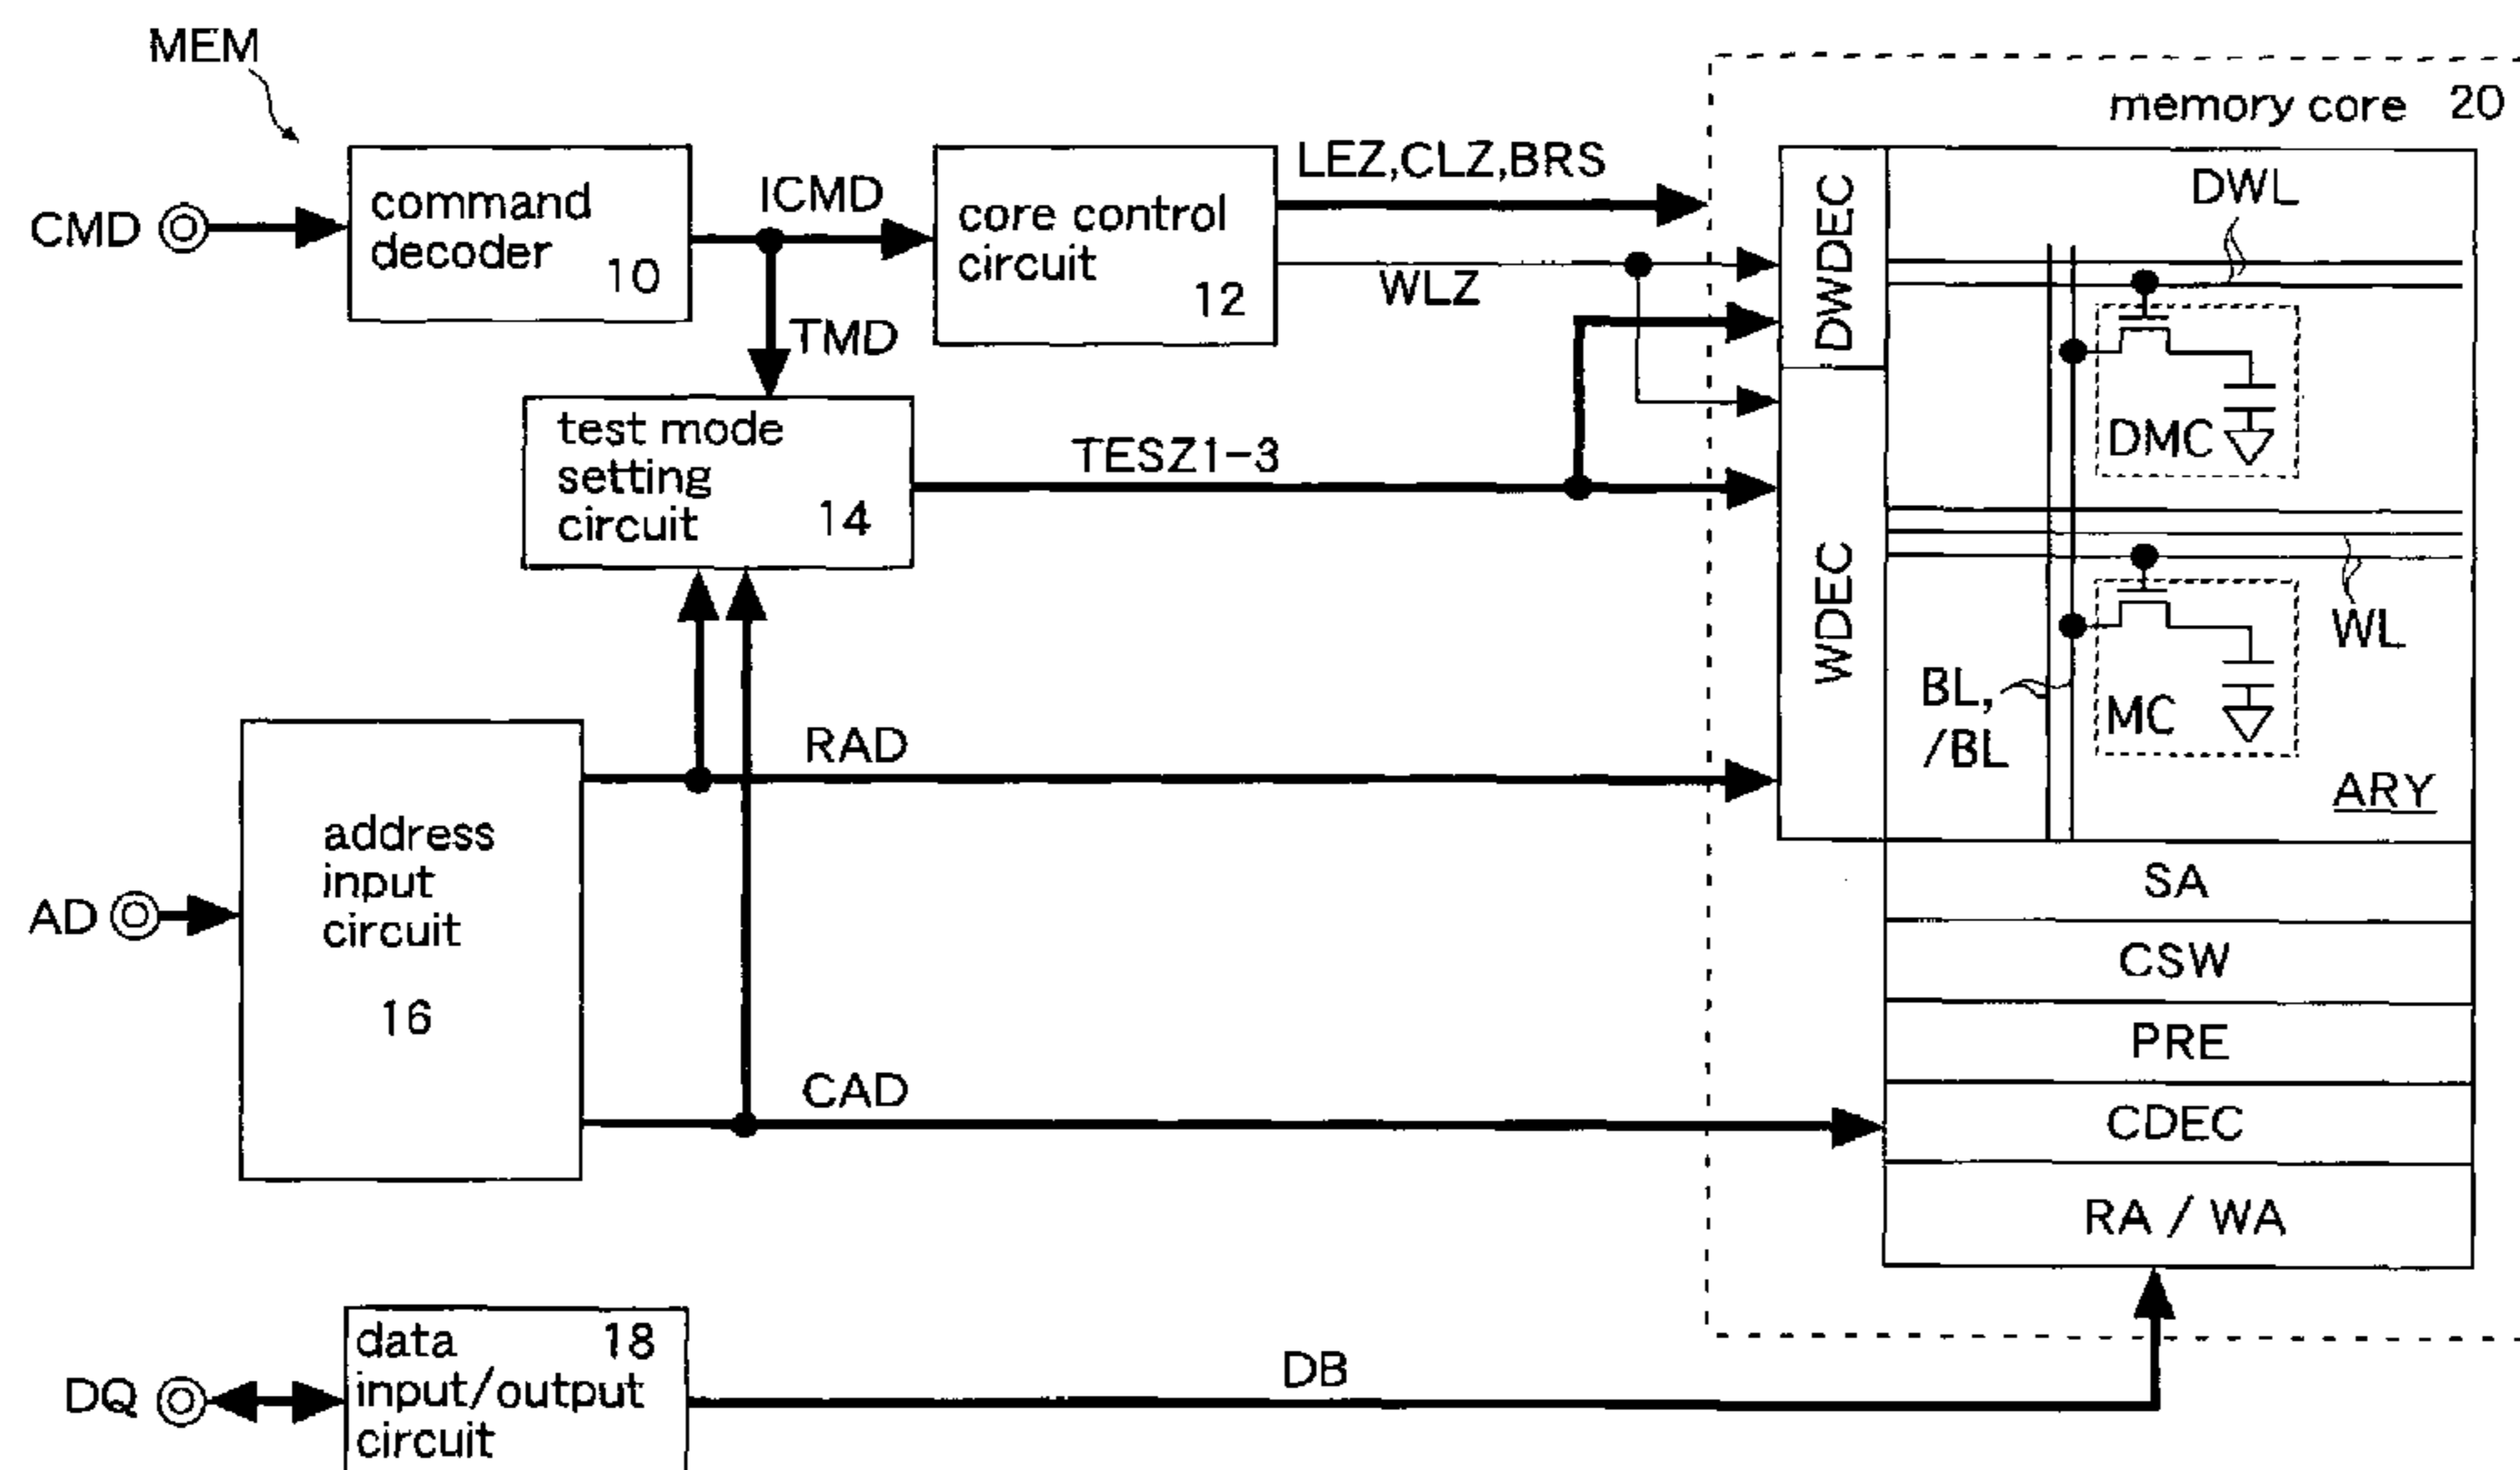 MEM
memory core 20
CMD
command
decoder
10
ICMD
TMD
core control
circuit
12
LEZ,CLZ,BRS
WLZ
DWDEC
DWL
DMC
test mode
setting
circuit
14
TESZ1-3
WDEC
WL
BL,
/BL
MC
ARY
RAD
AD
address
input
circuit
16
CAD
SA
CSW
PRE
CDEC
RA / WA
DQ
data
input/output
circuit
18
DB